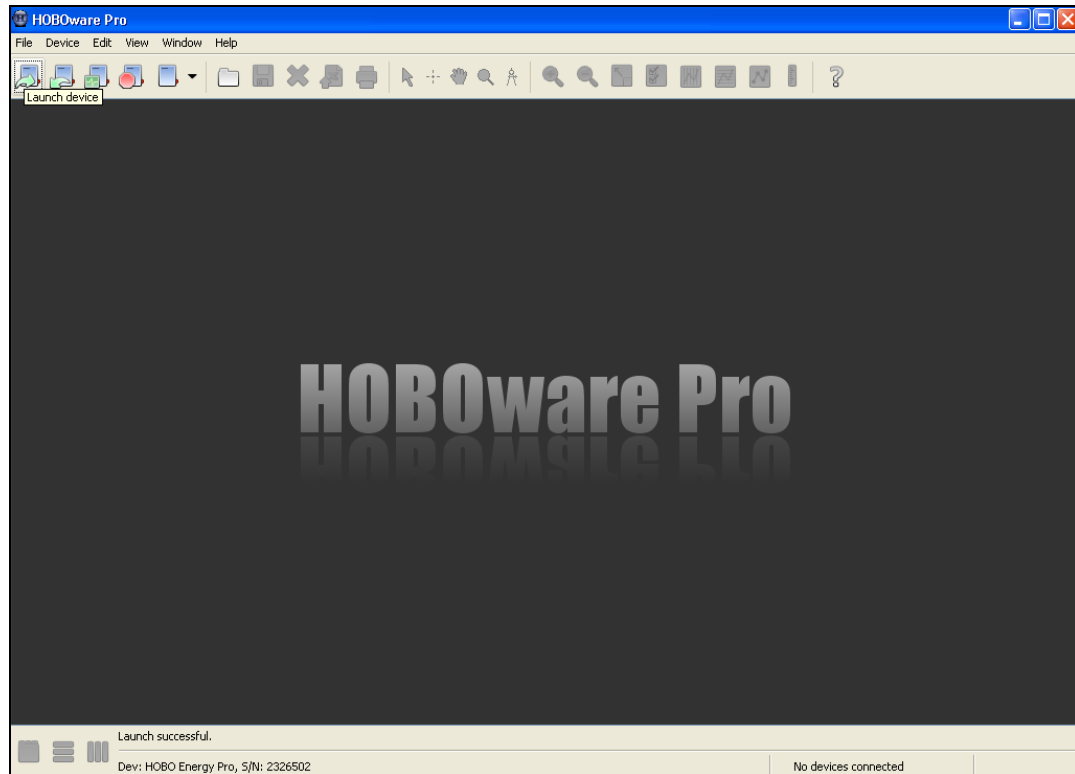 HOBOware Pro
File Device Edit View Window Help
Launch device
HOBOware Pro
Launch successful.
Dev: HOBO Energy Pro, S/N: 2326502 No devices connected